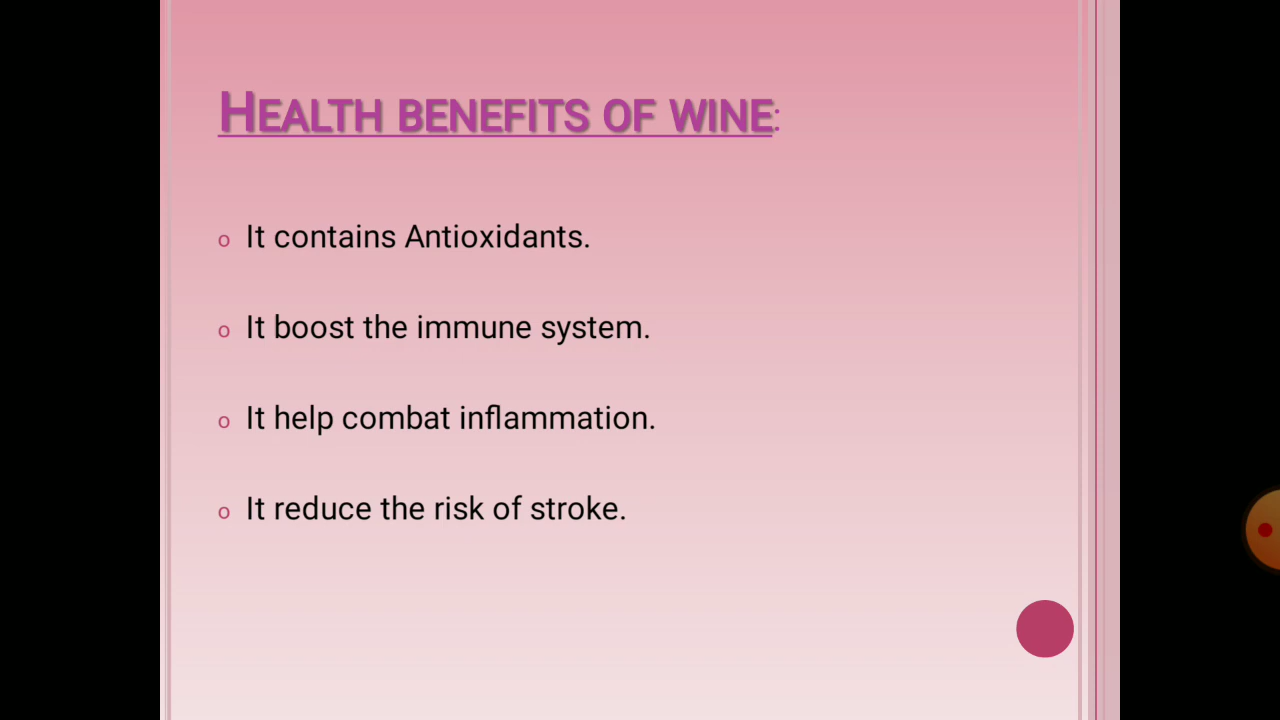 HEALTH BENEFITS OF WINE:
o It contains Antioxidants.
o It boost the immune system.
o It help combat inflammation.
o It reduce the risk of stroke.